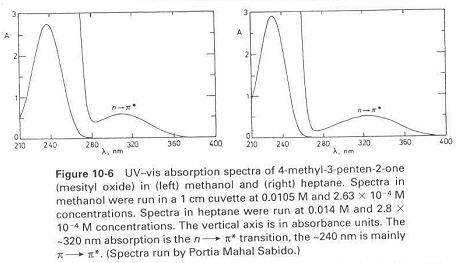 3
A
2
1
0
n→π*
210 240 280 320 360 400
λ, nm
3
A
2
1
0
n→π*
210 240 280 320 360 400
λ, nm
Figure 10-6 UV–vis absorption spectra of 4-methyl-3-penten-2-one
(mesityl oxide) in (left) methanol and (right) heptane. Spectra in
methanol were run in a 1 cm cuvette at 0.0105 M and 2.63 × 10⁻⁴ M
concentrations. Spectra in heptane were run at 0.014 M and 2.8 ×
10⁻⁴ M concentrations. The vertical axis is in absorbance units. The
~320 nm absorption is the n ⟶ π* transition, the ~240 nm is mainly
π ⟶ π*. (Spectra run by Portia Mahal Sabido.)